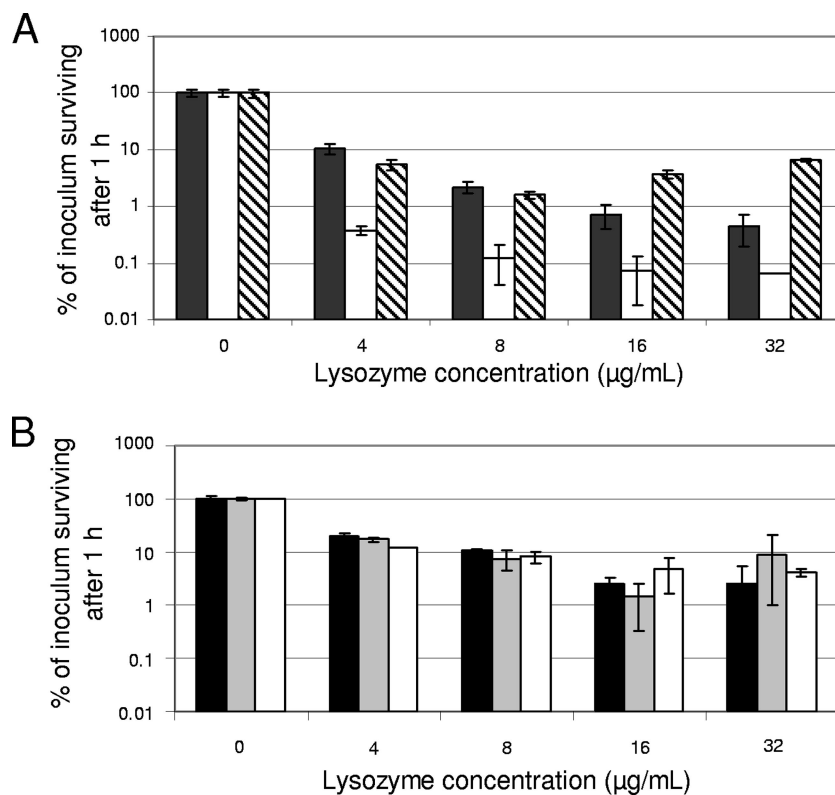 A
% of inoculum surviving
after 1 h
1000
100
10
1
0.1
0.01
0
4
8
16
32
Lysozyme concentration (µg/mL)
B
% of inoculum surviving
after 1 h
1000
100
10
1
0.1
0.01
0
4
8
16
32
Lysozyme concentration (µg/mL)